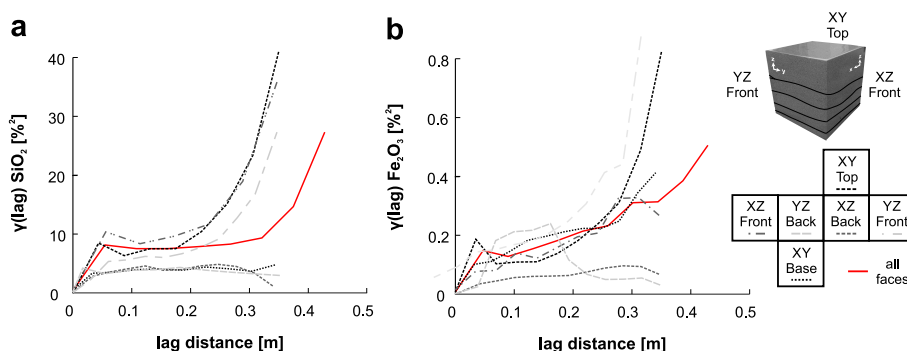 a
γ(lag) SiO₂ [%²]
40
30
20
10
0
0
0.1
0.2
0.3
0.4
0.5
lag distance [m]
b
γ(lag) Fe₂O₃ [%²]
0.8
0.6
0.4
0.2
0
0
0.1
0.2
0.3
0.4
0.5
lag distance [m]
XY
Top
YZ
Front
XZ
Front
z
y
z
x
XY
Top
XZ
Front
YZ
Back
XZ
Back
YZ
Front
XY
Base
all
faces